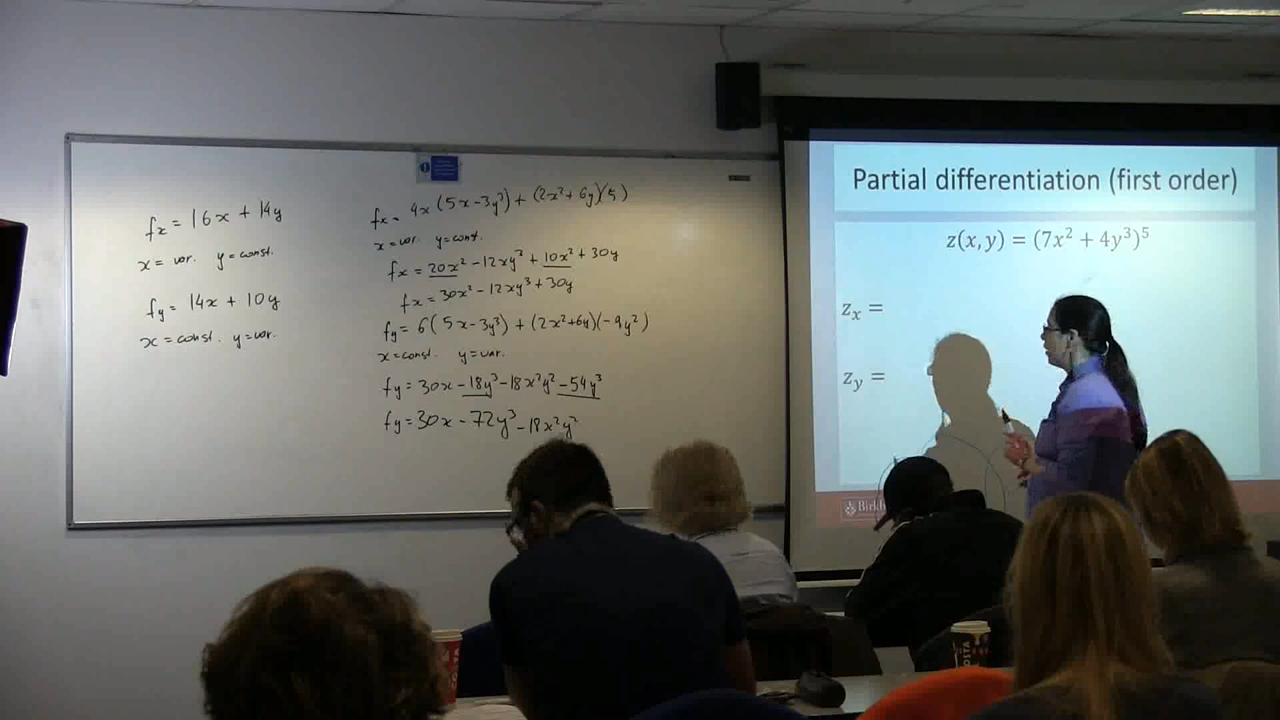 fx = 16x + 14y
x = var. y = const.
fy = 14x + 10y
x = const. y = var.
fx = 4x (5x - 3y³) + (2x² + 6y)(5)
x = var. y = const.
fx = 20x² - 12xy³ + 10x² + 30y
fx = 30x² - 12xy³ + 30y
fy = 6(5x - 3y³) + (2x² + 6y)(-9y²)
x = const. y = var.
fy = 30x - 18y³ - 18x²y² - 54y³
fy = 30x - 72y³ - 18x²y²
Partial differentiation (first order)
z(x, y) = (7x² + 4y³)⁵
zₓ =
z_y =
COSTA